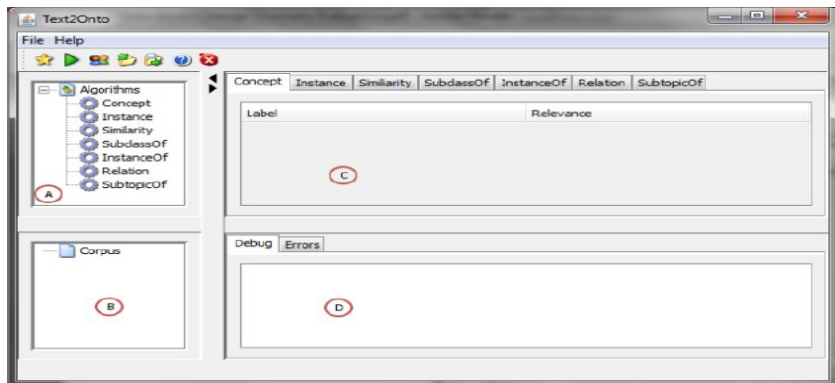 Text2Onto
File Help
Algorithms
Concept
Instance
Similarity
SubclassOf
InstanceOf
Relation
SubtopicOf
A
Concept Instance Similarity SubclassOf InstanceOf Relation SubtopicOf
Label Relevance
C
Corpus
B
Debug Errors
D